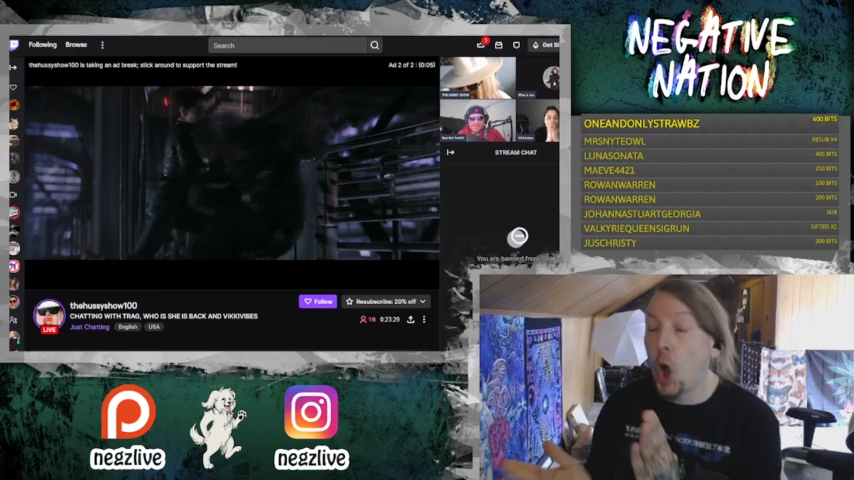 Following
Browse
Search
1
thehussyshow100 is taking an ad break; stick around to support the stream!
Ad 2 of 2 : (0:05)
STREAM CHAT
You are banned from
thehussyshow100
CHATTING WITH TRAO, WHO IS SHE IS BACK AND VIKKIVIBES
Just Chatting
English
USA
LIVE
Follow
Resubscribe: 20% off
16
0:23:29
NEGATIVE
NATION
ONEANDONLYSTRAWBZ 600 BITS
MRSNYTEOWL RESUB X4
LUNASONATA 400 BITS
MAEVE4421 210 BITS
ROWANWARREN 100 BITS
ROWANWARREN 200 BITS
JOHANNASTUARTGEORGIA SUB
VALKYRIEQUEENSIGRUN GIFTED X1
JUSCHRISTY 200 BITS
negzlive
negzlive